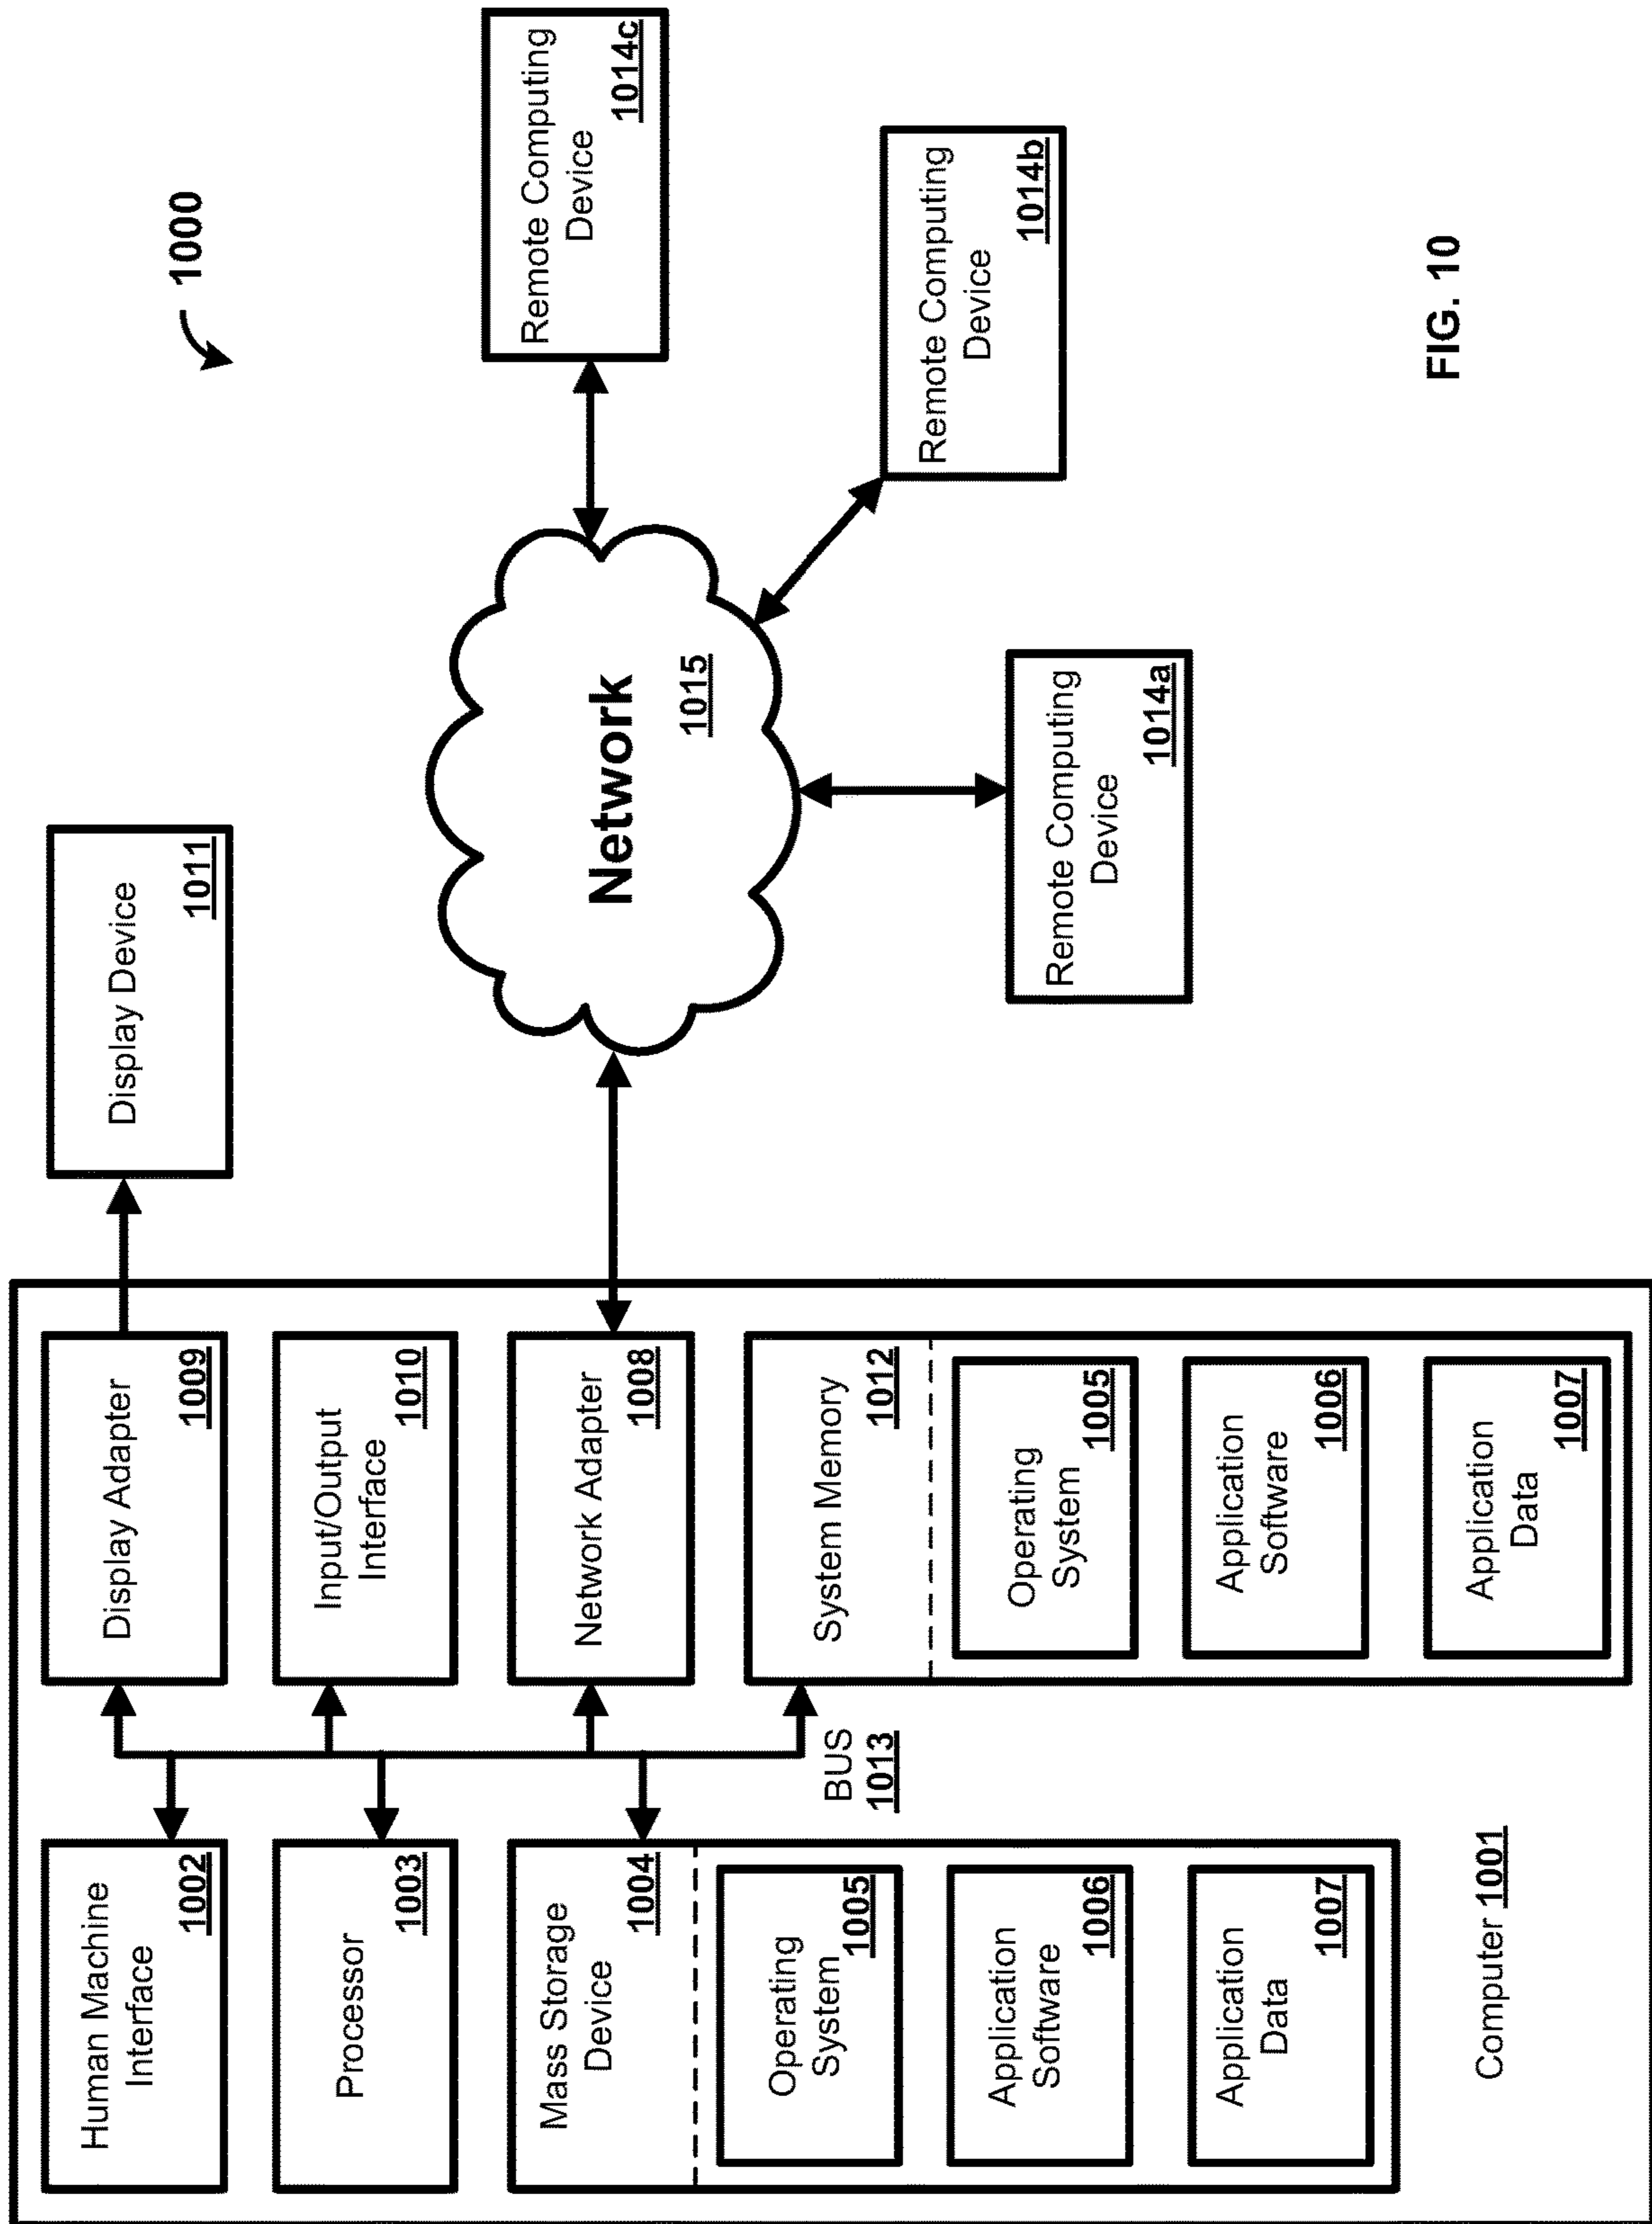 1000
Human Machine
Interface
1002
Display Adapter
1009
Display Device
1011
Processor
1003
Input/Output
Interface
1010
Mass Storage
Device
1004
Network Adapter
1008
Network
1015
Remote Computing
Device
1014c
Operating
System
1005
Application
Software
1006
Application
Data
1007
BUS
1013
System Memory
1012
Operating
System
1005
Application
Software
1006
Application
Data
1007
Remote Computing
Device
1014a
Remote Computing
Device
1014b
Computer 1001
FIG. 10